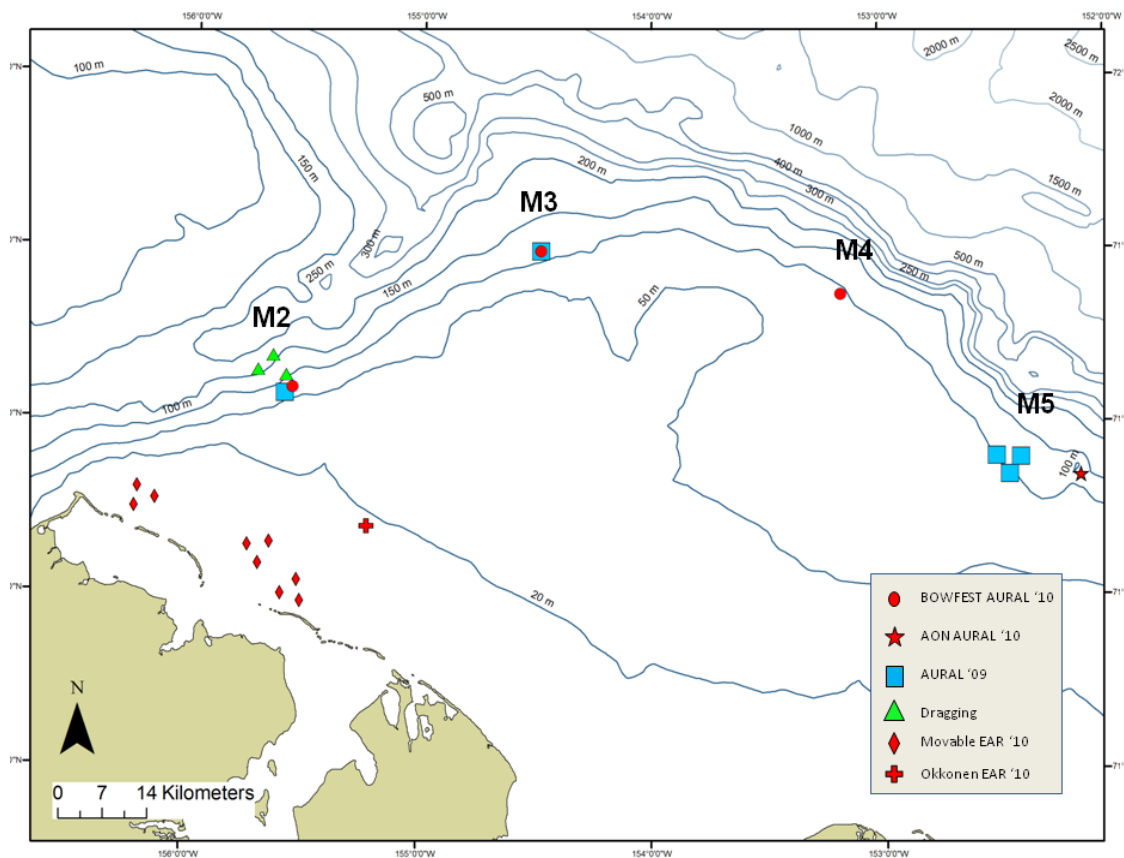 156°0'0"W 155°0'0"W 154°0'0"W 153°0'0"W 152°0'0"W
100 m
2000 m
2500 m
72°
500 m
2000 m
150 m
1000 m
200 m
400 m
300 m
1500 m
M3
300 m
M4
250 m
150 m
250 m
500 m
50 m
M2
100 m
M5
100 m
20 m
BOWFEST AURAL '10
AON AURAL '10
AURAL '09
Dragging
Movable EAR '10
Okkonen EAR '10
N
0 7 14 Kilometers
156°0'0"W 155°0'0"W 154°0'0"W 153°0'0"W